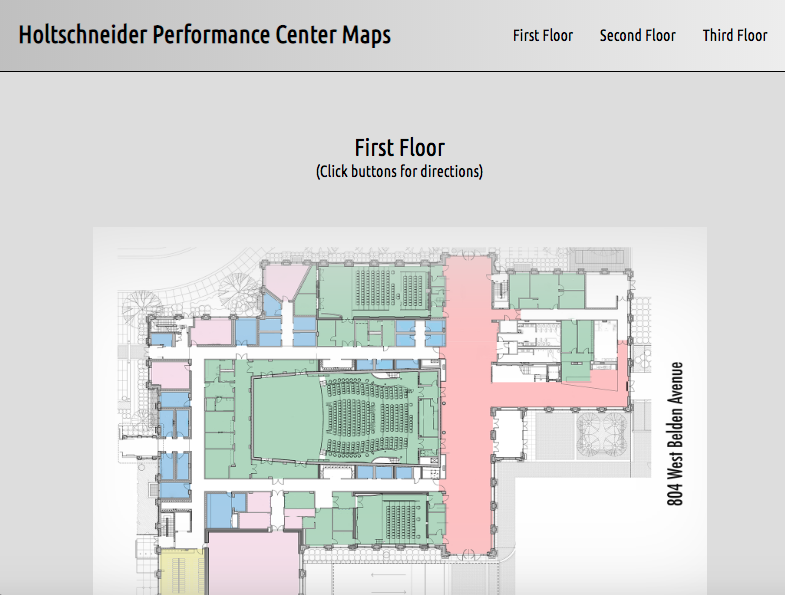 Holtschneider Performance Center Maps
First Floor
Second Floor
Third Floor
First Floor
(Click buttons for directions)
804 West Belden Avenue